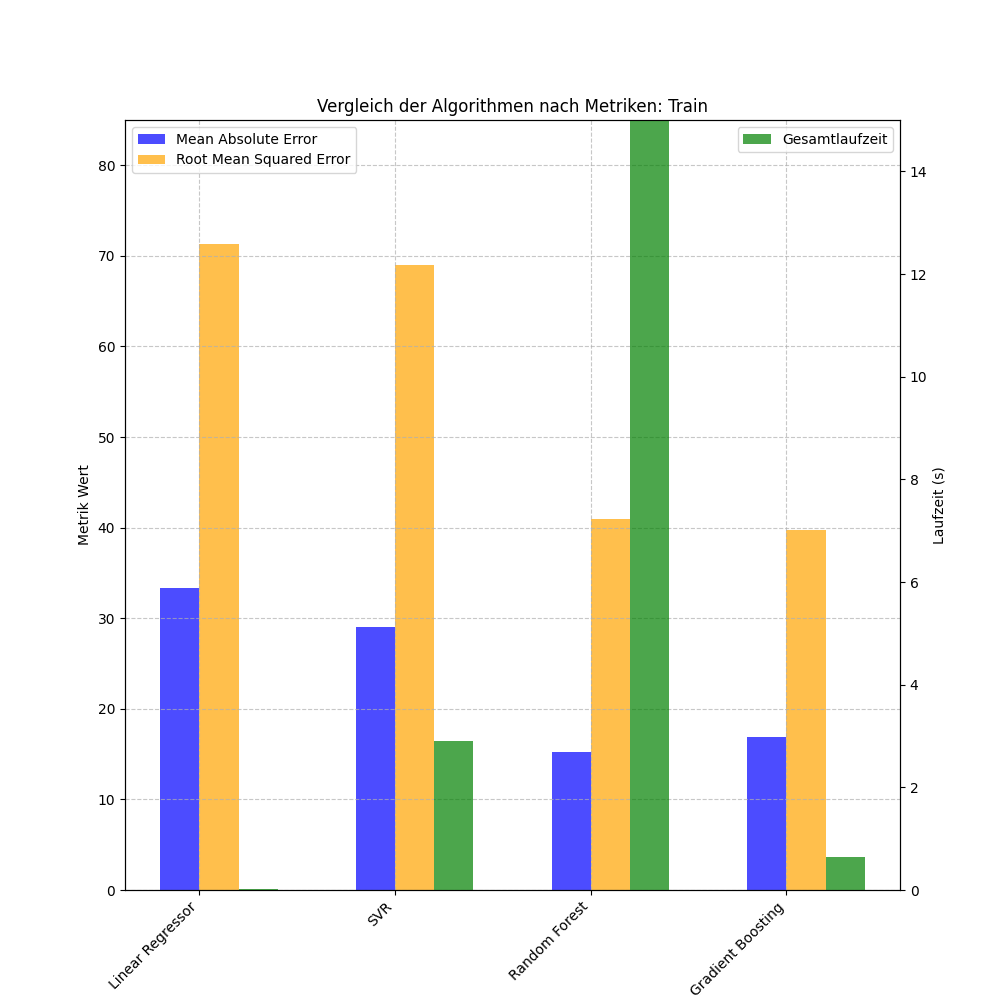 Vergleich der Algorithmen nach Metriken: Train
Mean Absolute Error
Root Mean Squared Error
Gesamtlaufzeit
Metrik Wert
80
70
60
50
40
30
20
10
0
Laufzeit (s)
14
12
10
8
6
4
2
0
Linear Regressor
SVR
Random Forest
Gradient Boosting